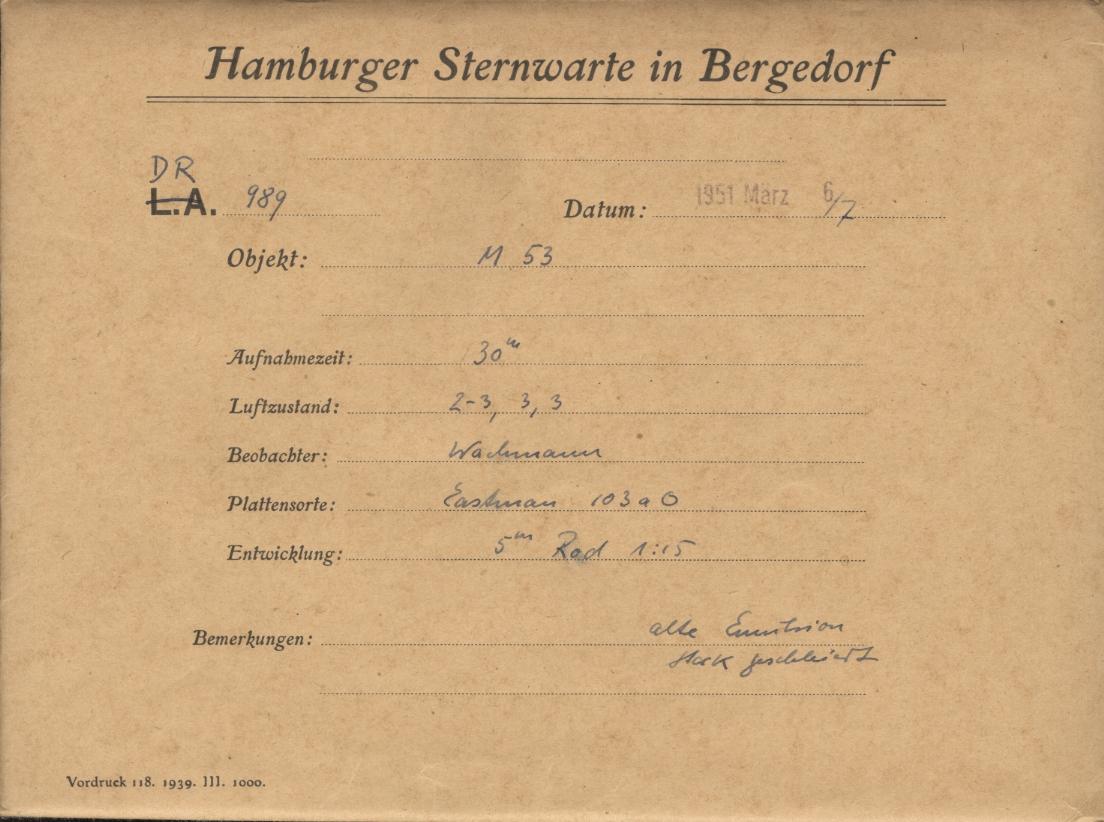 Hamburger Sternwarte in Bergedorf
DR
L.A. 989 Datum: 1951 März 6/7
Objekt: M 53
Aufnahmezeit: 30m
Luftzustand: 2-3, 3, 3
Beobachter: Wachmann
Plattensorte: Eastman 103 a O
Entwicklung: 5m Rod 1:15
Bemerkungen: alte Emulsion
stark geschleiert
Vordruck 118. 1939. III. 1000.